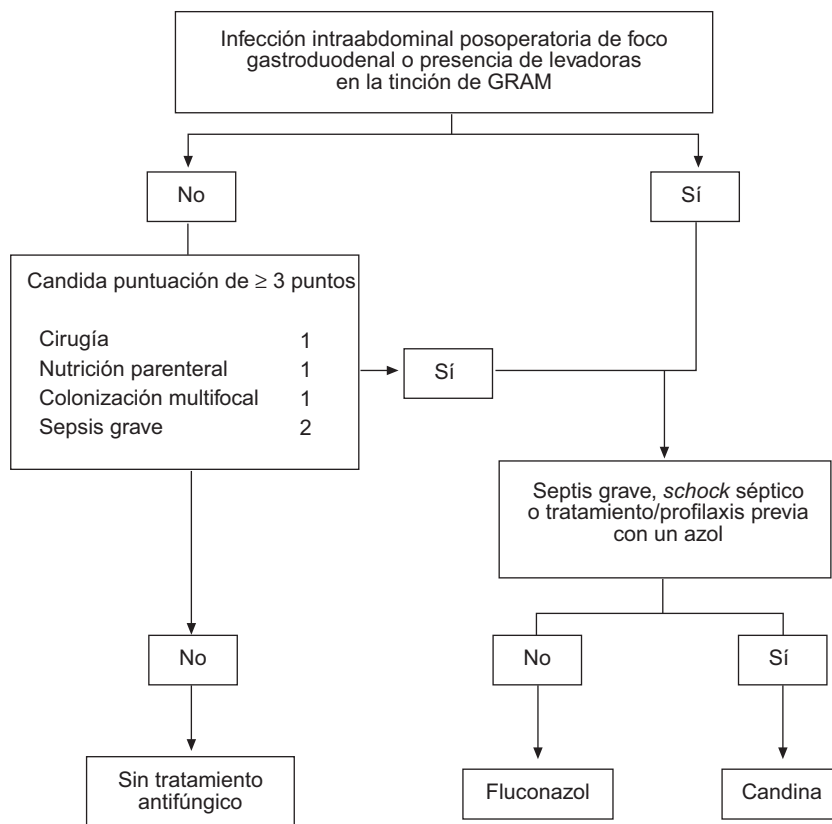 Infección intraabdominal posoperatoria de foco
gastroduodenal o presencia de levadoras
en la tinción de GRAM
No
Sí
Candida puntuación de ≥ 3 puntos
Cirugía 1
Nutrición parenteral 1
Colonización multifocal 1
Sepsis grave 2
Sí
Septis grave, schock séptico
o tratamiento/profilaxis previa
con un azol
No
No
Sí
Sin tratamiento
antifúngico
Fluconazol
Candina